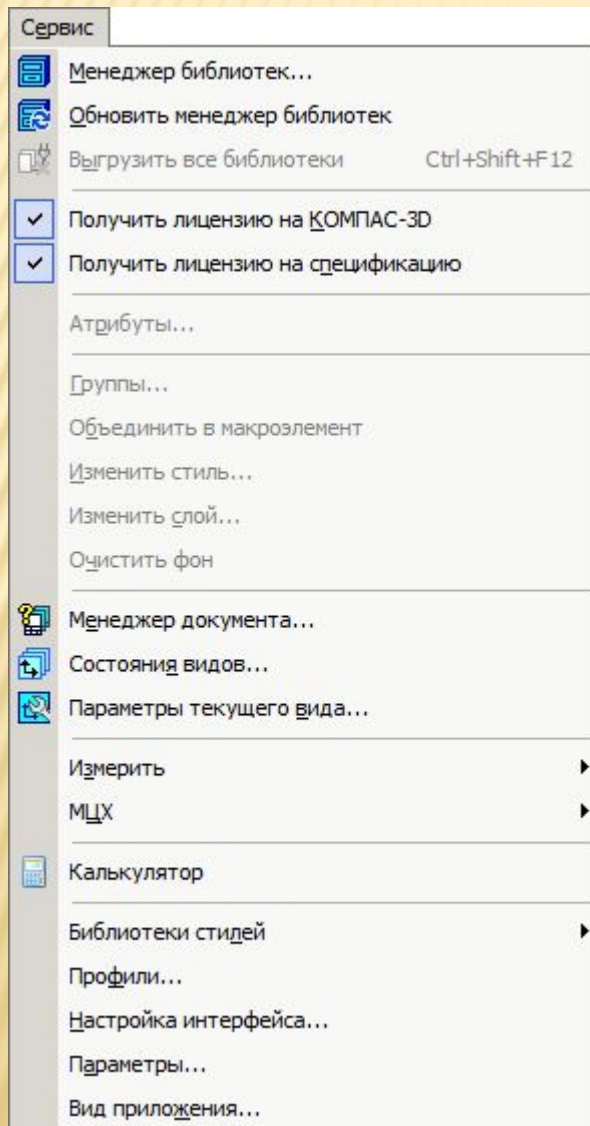 Сервис
Менеджер библиотек...
Обновить менеджер библиотек
Выгрузить все библиотеки Ctrl+Shift+F12
Получить лицензию на КОМПАС-3D
Получить лицензию на спецификацию
Атрибуты...
Группы...
Объединить в макроэлемент
Изменить стиль...
Изменить слой...
Очистить фон
Менеджер документа...
Состояния видов...
Параметры текущего вида...
Измерить
МЦХ
Калькулятор
Библиотеки стилей
Профили...
Настройка интерфейса...
Параметры...
Вид приложения...